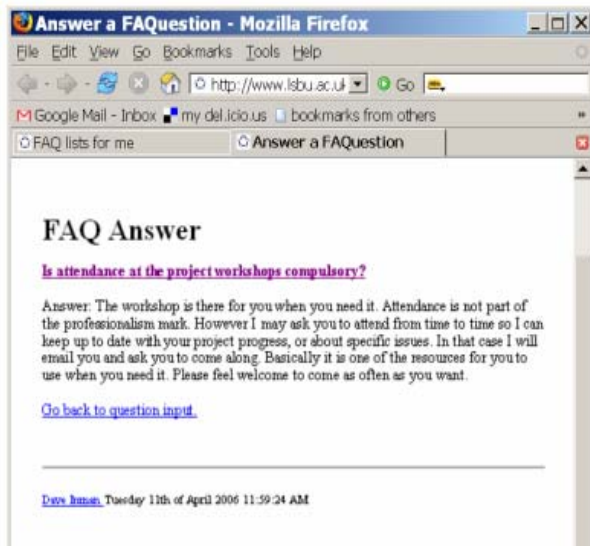 Answer a FAQuestion - Mozilla Firefox
File Edit View Go Bookmarks Tools Help
http://www.lsbu.ac.uk Go
Google Mail - Inbox my del.icio.us bookmarks from others
FAQ lists for me Answer a FAQuestion
FAQ Answer
Is attendance at the project workshops compulsory?
Answer: The workshop is there for you when you need it. Attendance is not part of
the professionalism mark. However I may ask you to attend from time to time so I can
keep up to date with your project progress, or about specific issues. In that case I will
email you and ask you to come along. Basically it is one of the resources for you to
use when you need it. Please feel welcome to come as often as you want.
Go back to question input.
Dave Inman Tuesday 11th of April 2006 11:59:24 AM